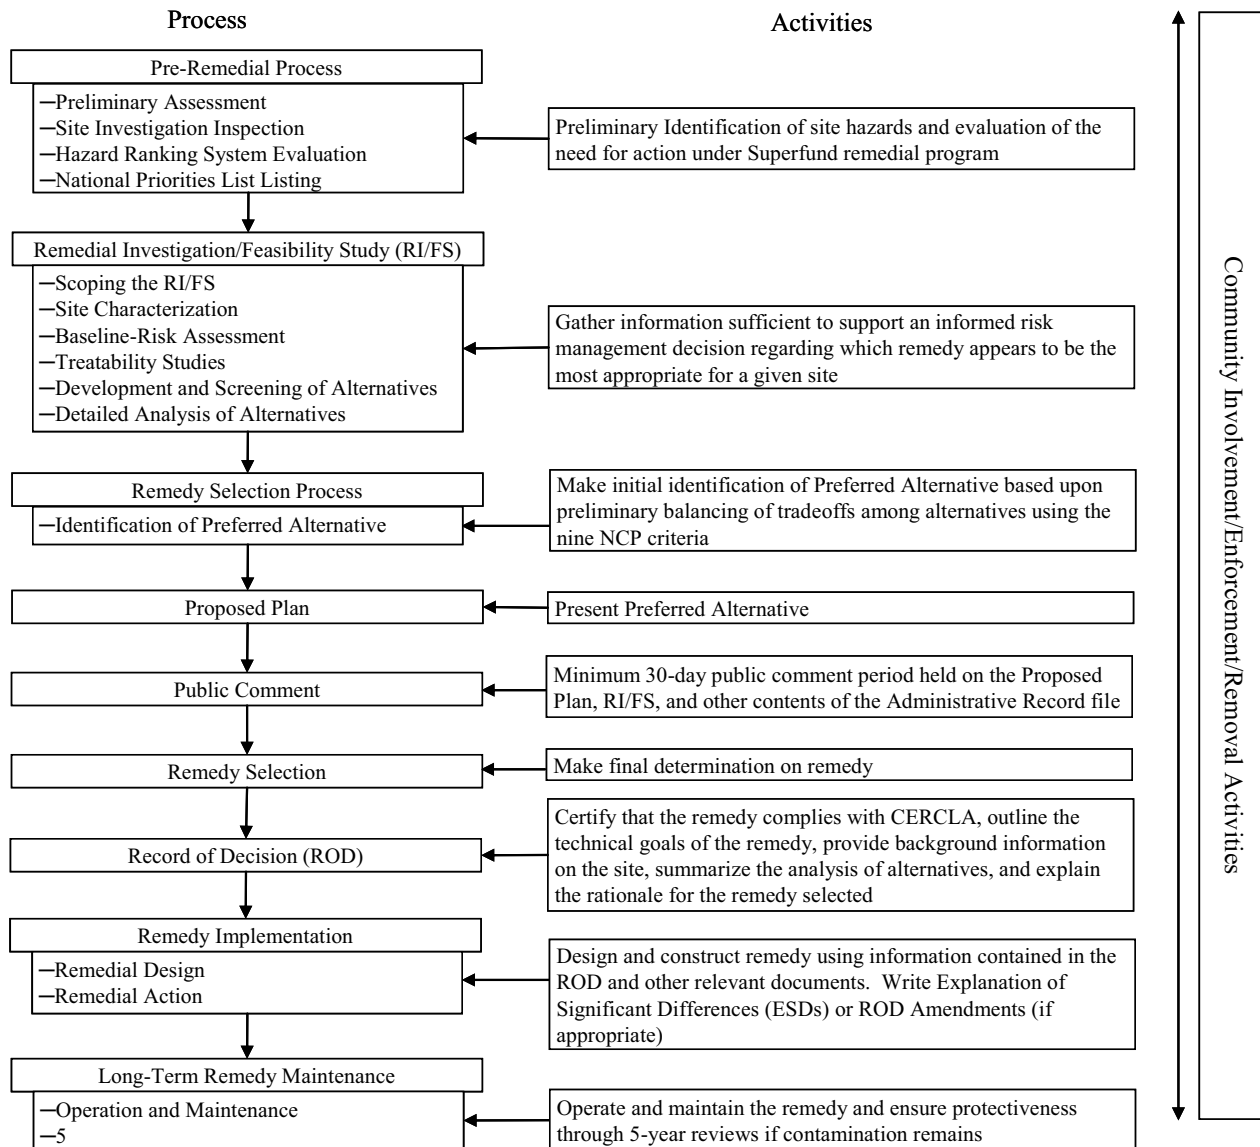 Process
Activities
Pre-Remedial Process
—Preliminary Assessment
—Site Investigation Inspection
—Hazard Ranking System Evaluation
—National Priorities List Listing
Preliminary Identification of site hazards and evaluation of the
need for action under Superfund remedial program
Remedial Investigation/Feasibility Study (RI/FS)
—Scoping the RI/FS
—Site Characterization
—Baseline-Risk Assessment
—Treatability Studies
—Development and Screening of Alternatives
—Detailed Analysis of Alternatives
Gather information sufficient to support an informed risk
management decision regarding which remedy appears to be the
most appropriate for a given site
Remedy Selection Process
—Identification of Preferred Alternative
Make initial identification of Preferred Alternative based upon
preliminary balancing of tradeoffs among alternatives using the
nine NCP criteria
Proposed Plan
Present Preferred Alternative
Public Comment
Minimum 30-day public comment period held on the Proposed
Plan, RI/FS, and other contents of the Administrative Record file
Remedy Selection
Make final determination on remedy
Record of Decision (ROD)
Certify that the remedy complies with CERCLA, outline the
technical goals of the remedy, provide background information
on the site, summarize the analysis of alternatives, and explain
the rationale for the remedy selected
Remedy Implementation
—Remedial Design
—Remedial Action
Design and construct remedy using information contained in the
ROD and other relevant documents.  Write Explanation of
Significant Differences (ESDs) or ROD Amendments (if
appropriate)
Long-Term Remedy Maintenance
—Operation and Maintenance
—5
Operate and maintain the remedy and ensure protectiveness
through 5-year reviews if contamination remains
Community Involvement/Enforcement/Removal Activities